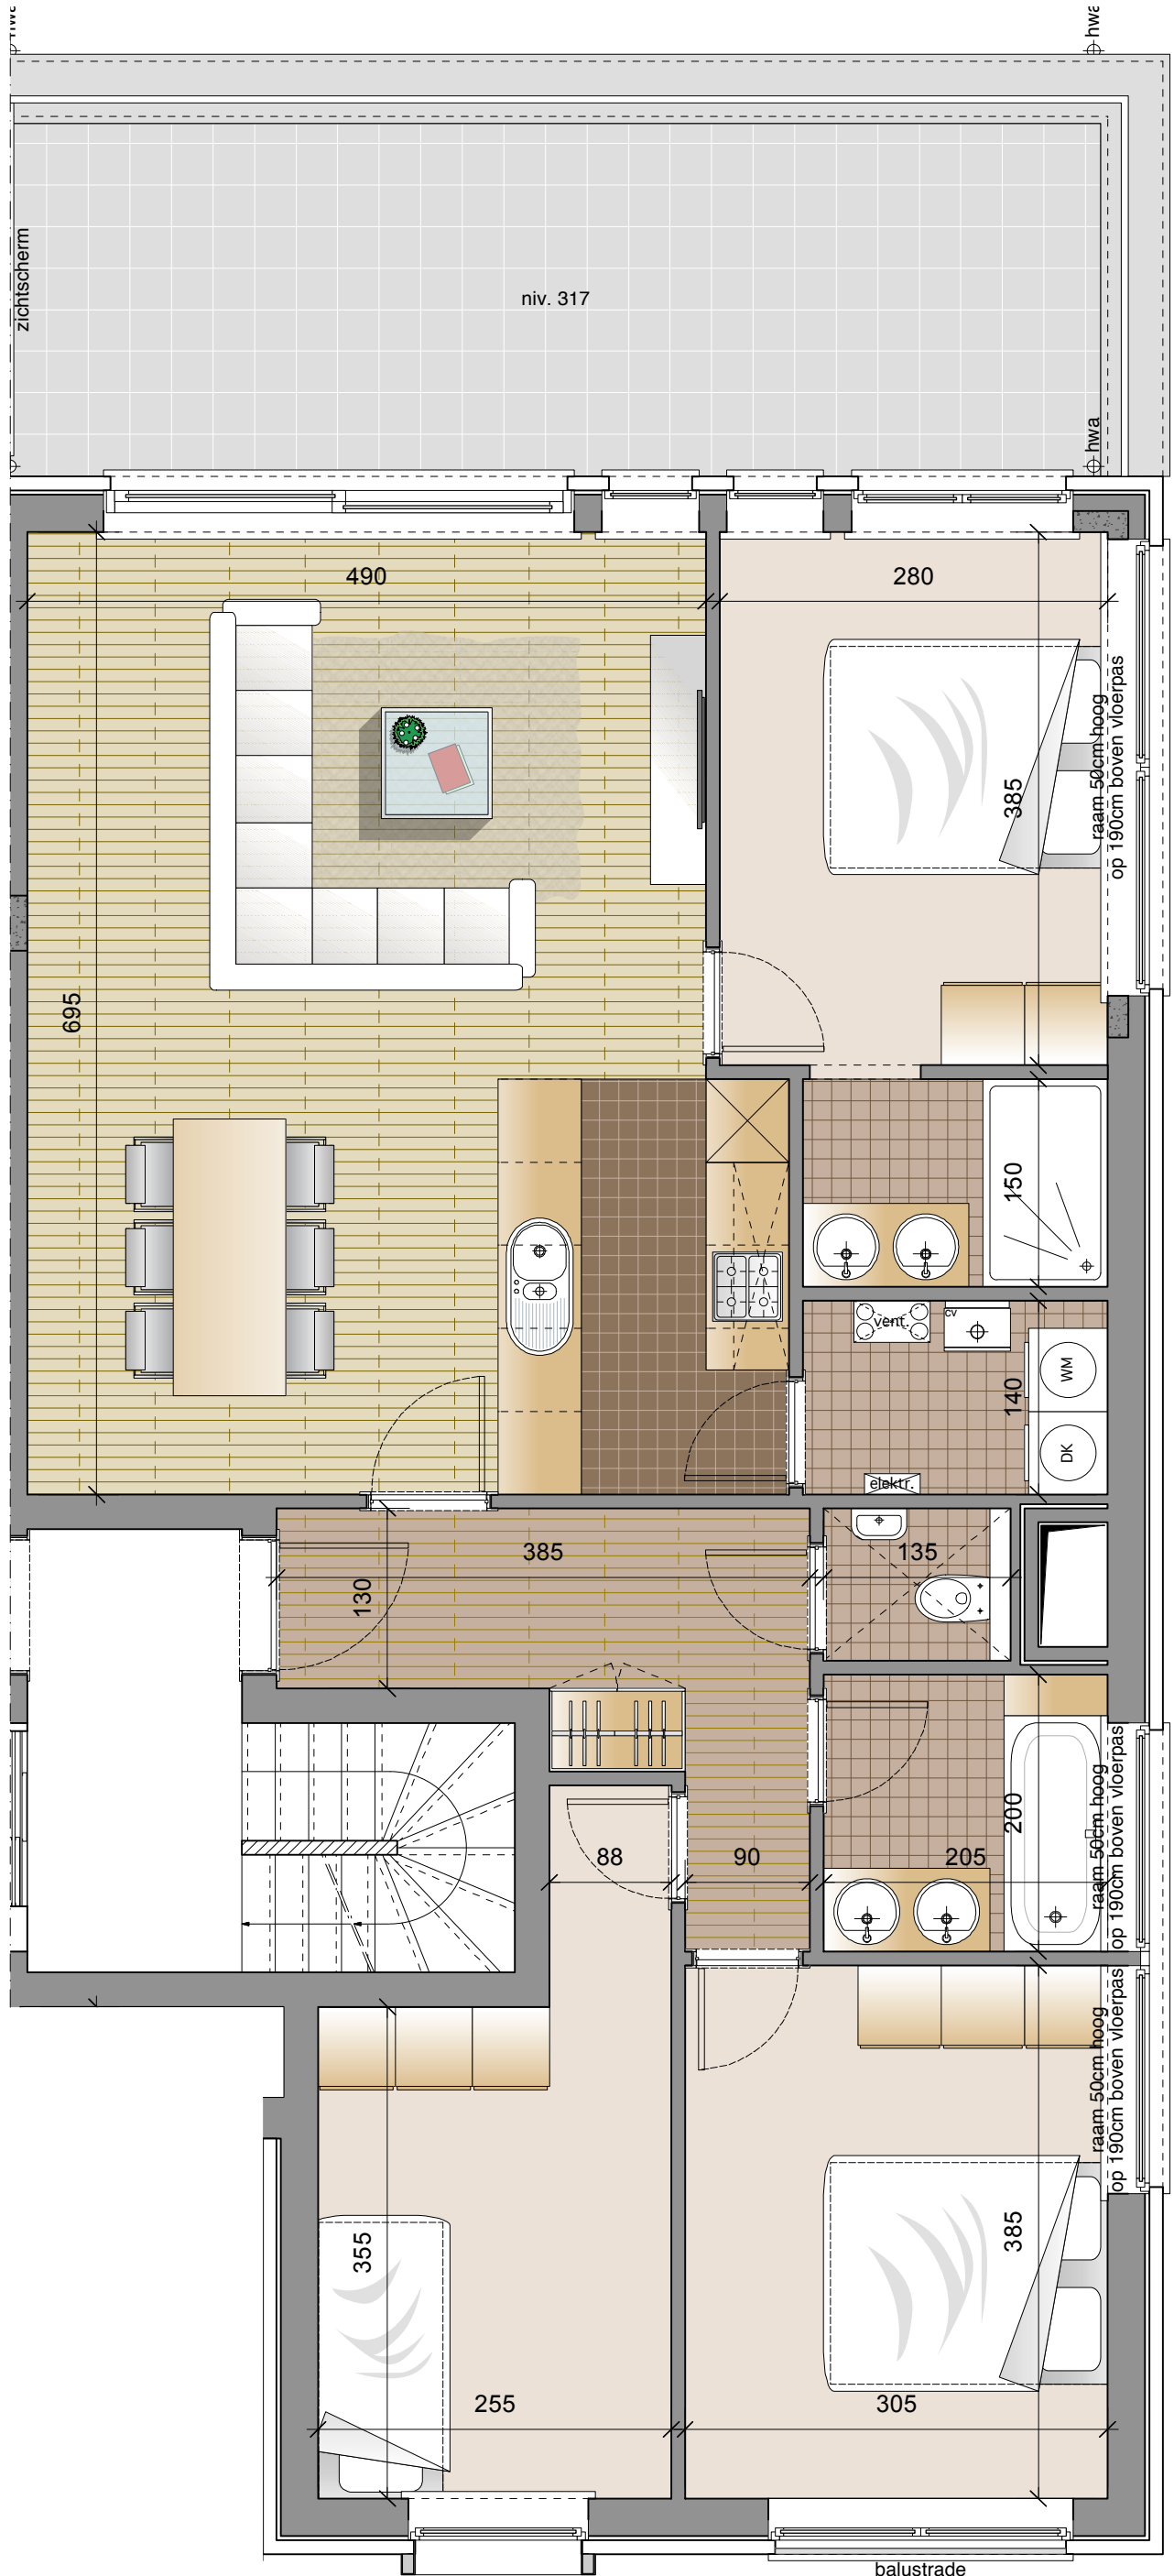 hwa
hwa
zichtscherm
niv. 317
hwa
490
280
raam 50cm hoog
op 190cm boven vloerpas
385
695
150
vent.
cv
WM
140
DK
elektr.
385
135
130
raam 50cm hoog
op 190cm boven vloerpas
200
88
90
205
raam 50cm hoog
op 190cm boven vloerpas
355
385
255
305
balustrade